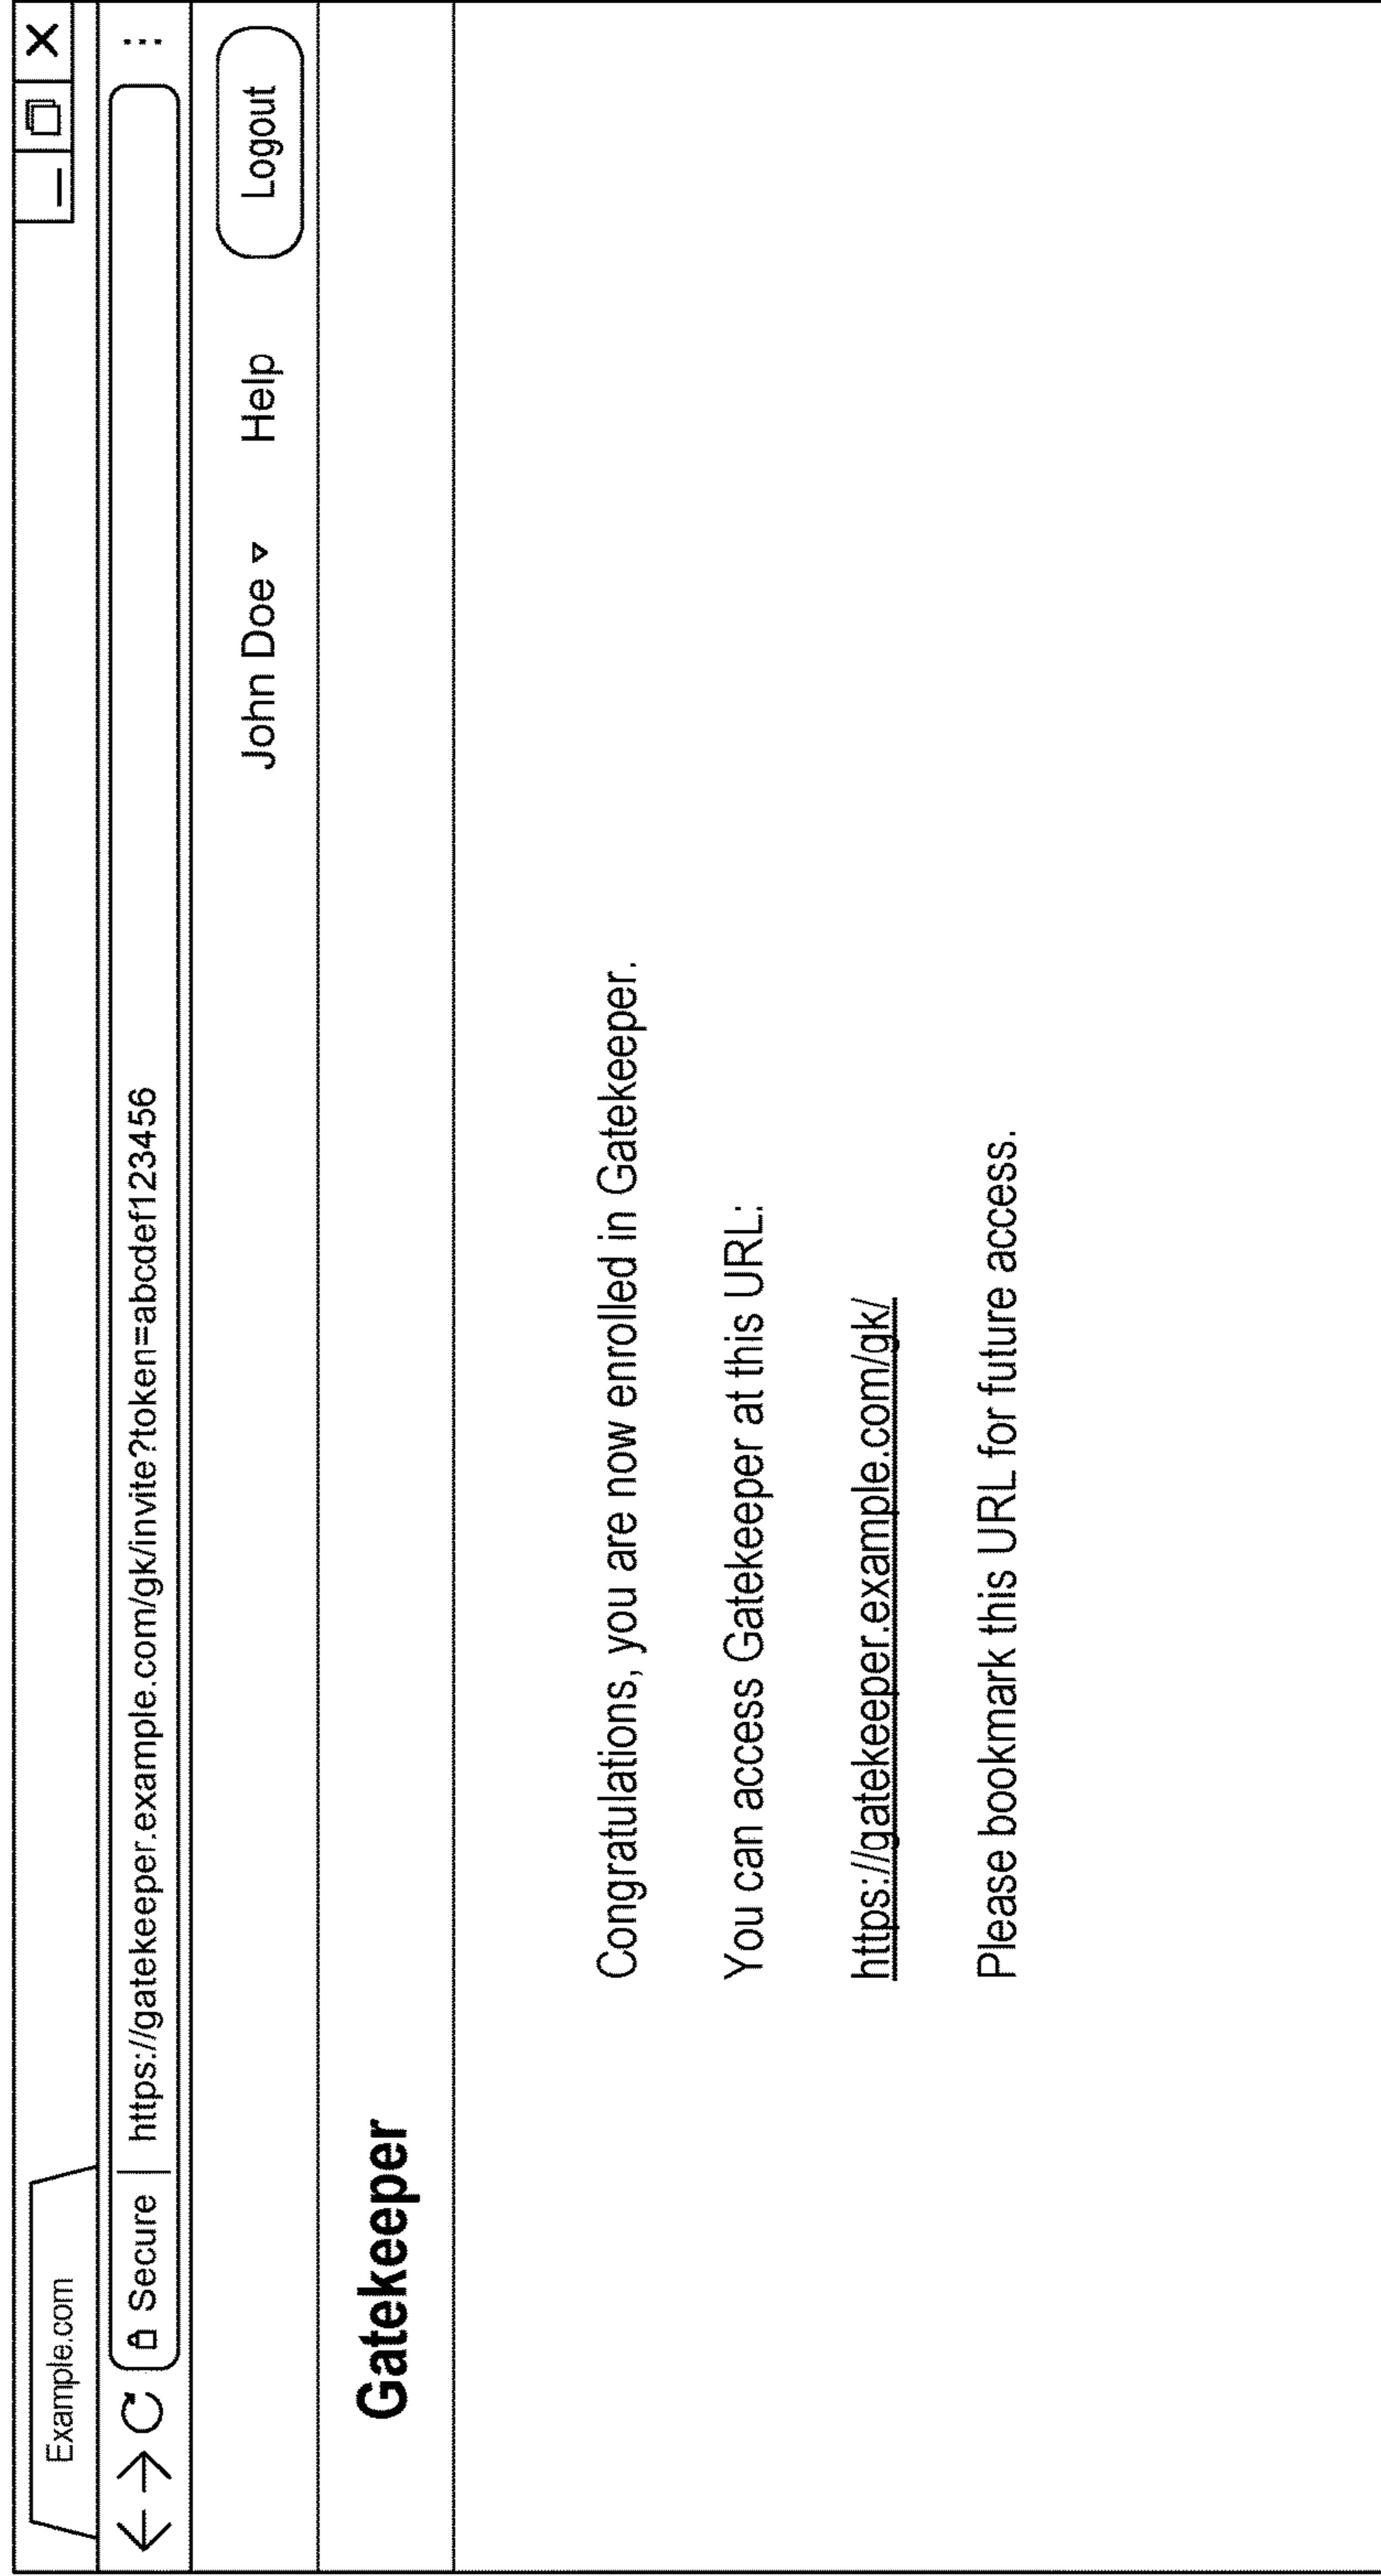 Example.com
Secure | https://gatekeeper.example.com/gk/invite?token=abcdef123456
John Doe Help Logout
Gatekeeper
Congratulations, you are now enrolled in Gatekeeper.
You can access Gatekeeper at this URL:
https://gatekeeper.example.com/gk/
Please bookmark this URL for future access.